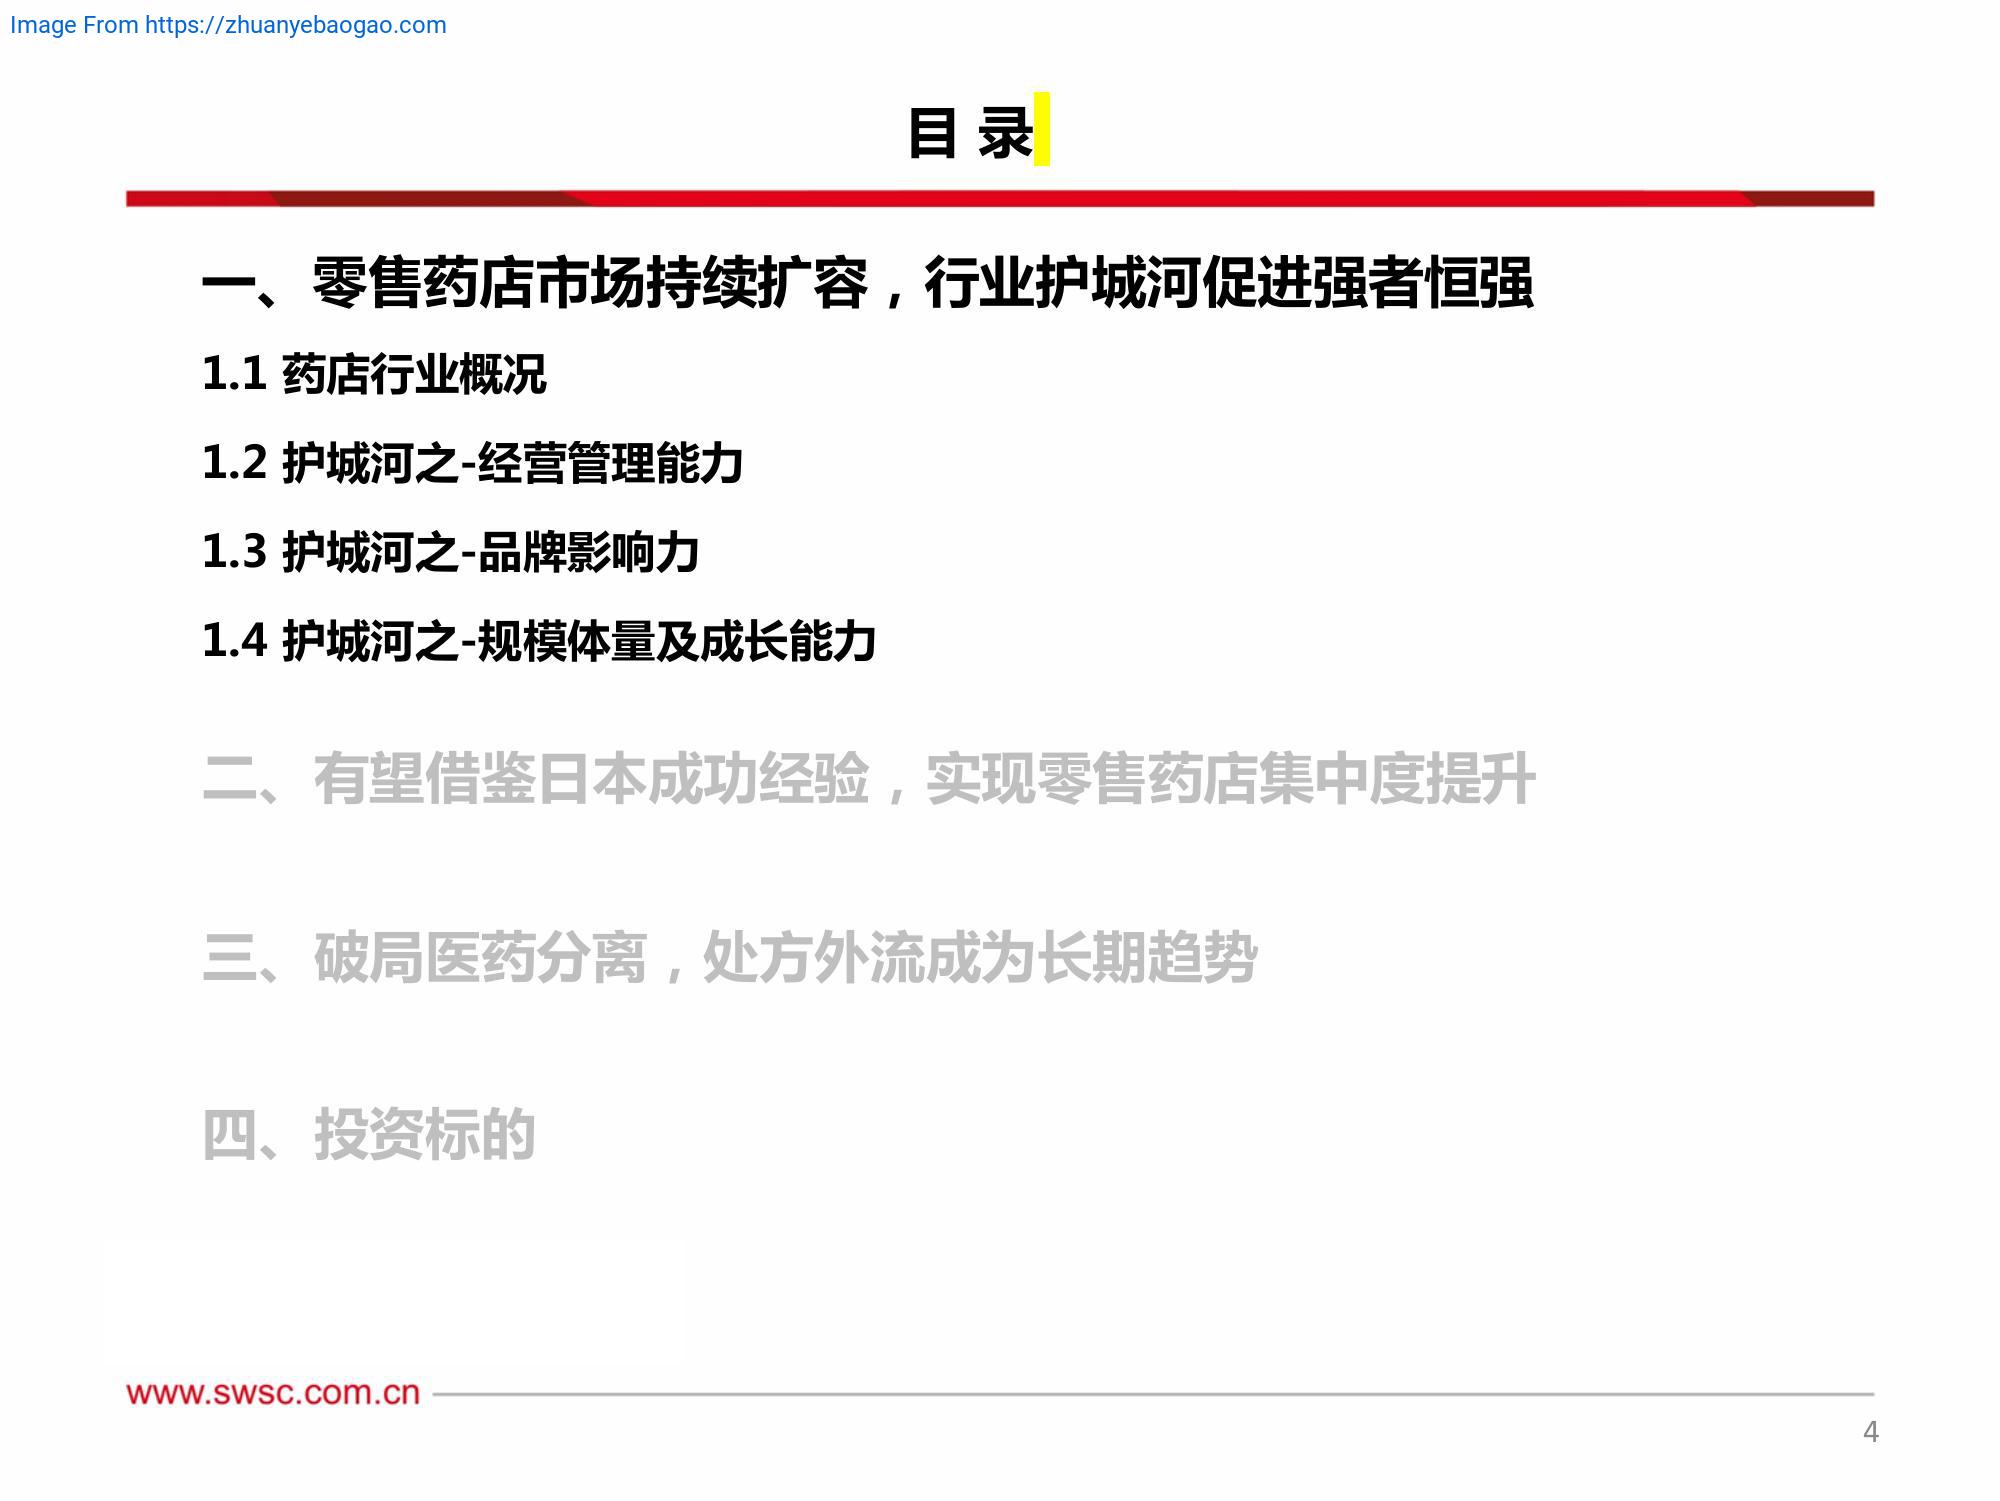 Image From https://zhuanyebaogao.com
目 录
一、零售药店市场持续扩容，行业护城河促进强者恒强
1.1 药店行业概况
1.2 护城河之-经营管理能力
1.3 护城河之-品牌影响力
1.4 护城河之-规模体量及成长能力
二、有望借鉴日本成功经验，实现零售药店集中度提升
三、破局医药分离，处方外流成为长期趋势
四、投资标的
www.swsc.com.cn
4